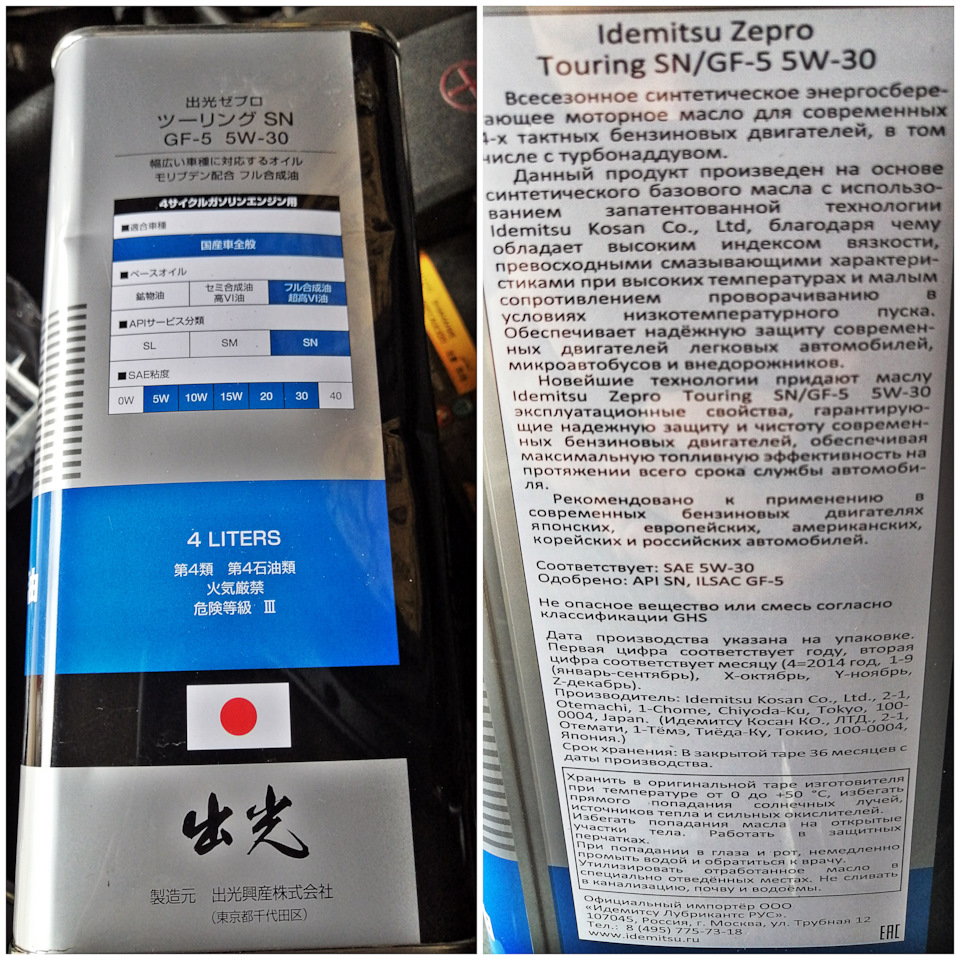 出光ゼプロ
ツーリング SN
GF-5 5W-30
幅広い車種に対応するオイル
モリブデン配合 フル合成油
4サイクルガソリンエンジン用
■適合車種
国産車全般
■ベースオイル
鉱物油 セミ合成油 高VI油 フル合成油 超高VI油
■APIサービス分類
SL SM SN
■SAE粘度
0W 5W 10W 15W 20 30 40
4 LITERS
第4類 第4石油類
火気厳禁
危険等級 Ⅲ
油
出光
製造元 出光興産株式会社
(東京都千代田区)
Idemitsu Zepro
Touring SN/GF-5 5W-30
Всесезонное синтетическое энергосбере-
ающее моторное масло для современных
4-х тактных бензиновых двигателей, в том
числе с турбонаддувом.
Данный продукт произведен на основе
синтетического базового масла с использо-
ванием запатентованной технологии
Idemitsu Kosan Co., Ltd, благодаря чему
обладает высоким индексом вязкости,
превосходными смазывающими характери-
стиками при высоких температурах и малым
сопротивлением проворачиванию в
условиях низкотемпературного пуска.
Обеспечивает надёжную защиту современ-
ных двигателей легковых автомобилей,
микроавтобусов и внедорожников.
Новейшие технологии придают маслу
Idemitsu Zepro Touring SN/GF-5 5W-30
эксплуатационные свойства, гарантирую-
щие надежную защиту и чистоту современ-
ных бензиновых двигателей, обеспечивая
максимальную топливную эффективность на
протяжении всего срока службы автомоби-
ля.
Рекомендовано к применению в
современных бензиновых двигателях
японских, европейских, американских,
корейских и российских автомобилей.
Соответствует: SAE 5W-30
Одобрено: API SN, ILSAC GF-5
Не опасное вещество или смесь согласно
классификации GHS
Дата производства указана на упаковке.
Первая цифра соответствует году, вторая
цифра соответствует месяцу (4=2014 год, 1-9
(январь-сентябрь), X-октябрь, Y-ноябрь,
Z-декабрь).
Производитель: Idemitsu Kosan Co., Ltd., 2-1,
Otemachi, 1-Chome, Chiyoda-Ku, Tokyo, 100-
0004, Japan. (Идемитсу Косан КО., ЛТД., 2-1,
Отемати, 1-Тёмэ, Тиёда-Ку, Токио, 100-0004,
Япония.)
Срок хранения: В закрытой таре 36 месяцев с
даты производства.
Хранить в оригинальной таре изготовителя
при температуре от 0 до +50 °C, избегать
прямого попадания солнечных лучей,
источников тепла и сильных окислителей.
Избегать попадания масла на открытые
участки тела. Работать в защитных
перчатках.
При попадании в глаза и рот, немедленно
промыть водой и обратиться к врачу.
Утилизировать отработанное масло в
специально отведённых местах. Не сливать
в канализацию, почву и водоёмы.
Официальный импортёр ООО
«Идемитсу Лубрикантс РУС».
107045, Россия, г. Москва, ул. Трубная 12
Тел.: 8 (495) 775-73-18
www.idemitsu.ru
EAC